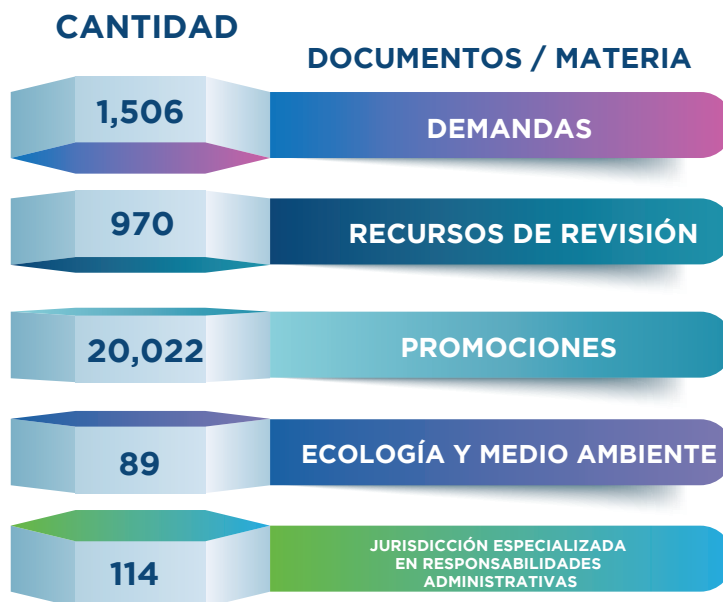 CANTIDAD
DOCUMENTOS / MATERIA
1,506
DEMANDAS
970
RECURSOS DE REVISIÓN
20,022
PROMOCIONES
89
ECOLOGÍA Y MEDIO AMBIENTE
114
JURISDICCIÓN ESPECIALIZADA
EN RESPONSABILIDADES
ADMINISTRATIVAS